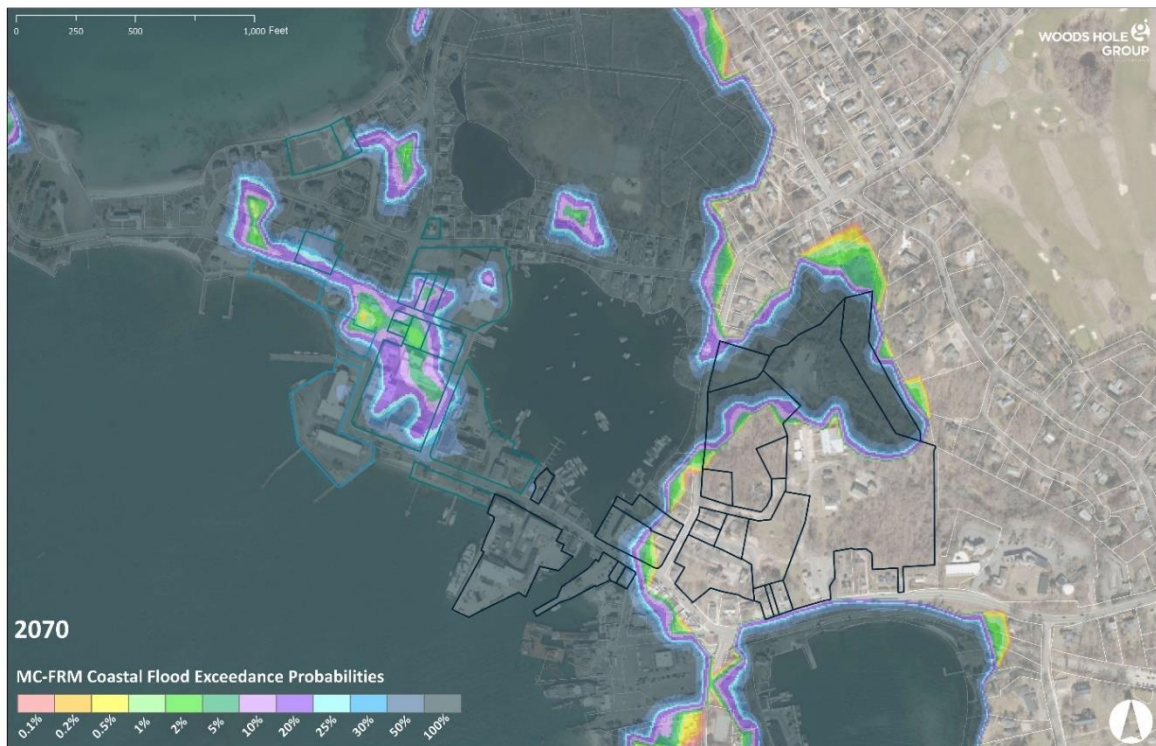 0 250 500 1,000 Feet
WOODS HOLE
GROUP
2070
MC-FRM Coastal Flood Exceedance Probabilities
0.1% 0.2% 0.5% 1% 2% 5% 10% 20% 25% 30% 50% 100%